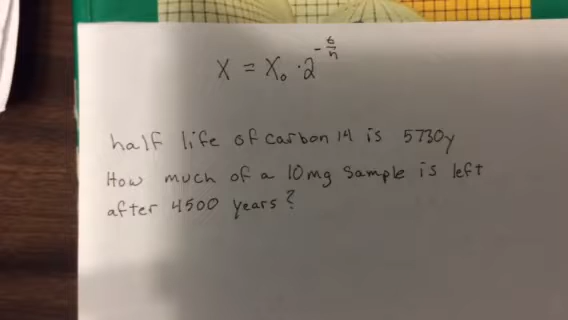 X = X₀ · 2^(-t/h)
half life of carbon 14 is 5730y
How much of a 10mg sample is left
after 4500 years?